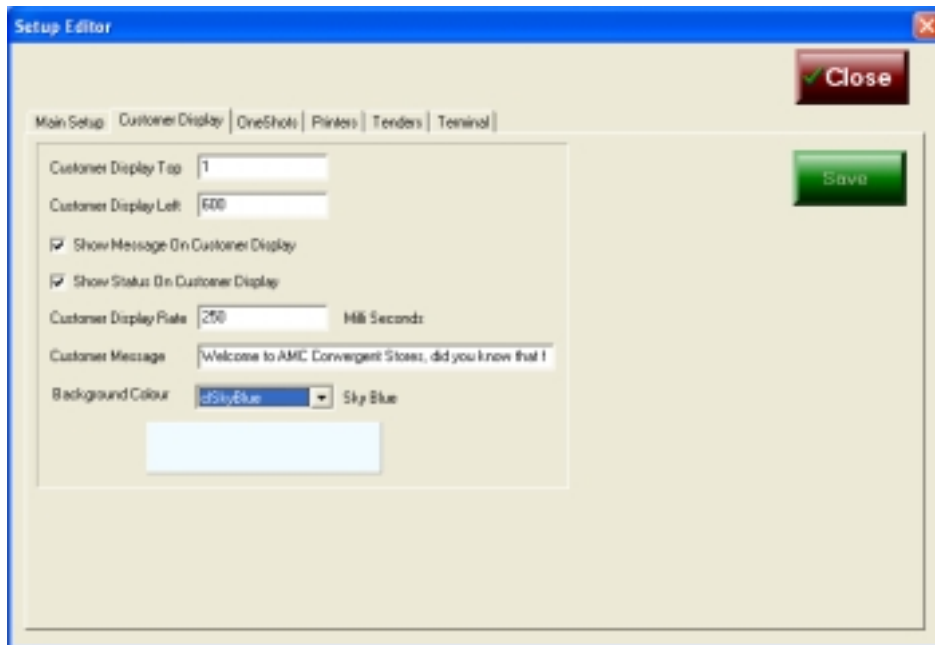 Setup Editor
Close
Main Setup Customer Display OneShots Printers Tenders Terminal
Customer Display Top 1
Save
Customer Display Left 600
Show Message On Customer Display
Show Status On Customer Display
Customer Display Rate 250 Milli Seconds
Customer Message Welcome to AMC Convergent Stores, did you know that
Background Colour clSkyBlue Sky Blue